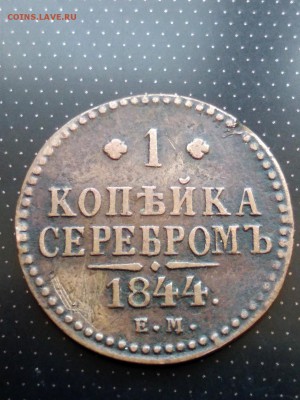 COINS.LAVE.RU
1
КОПѢЙКА
СЕРЕБРОМЪ
1844.
Е.М.